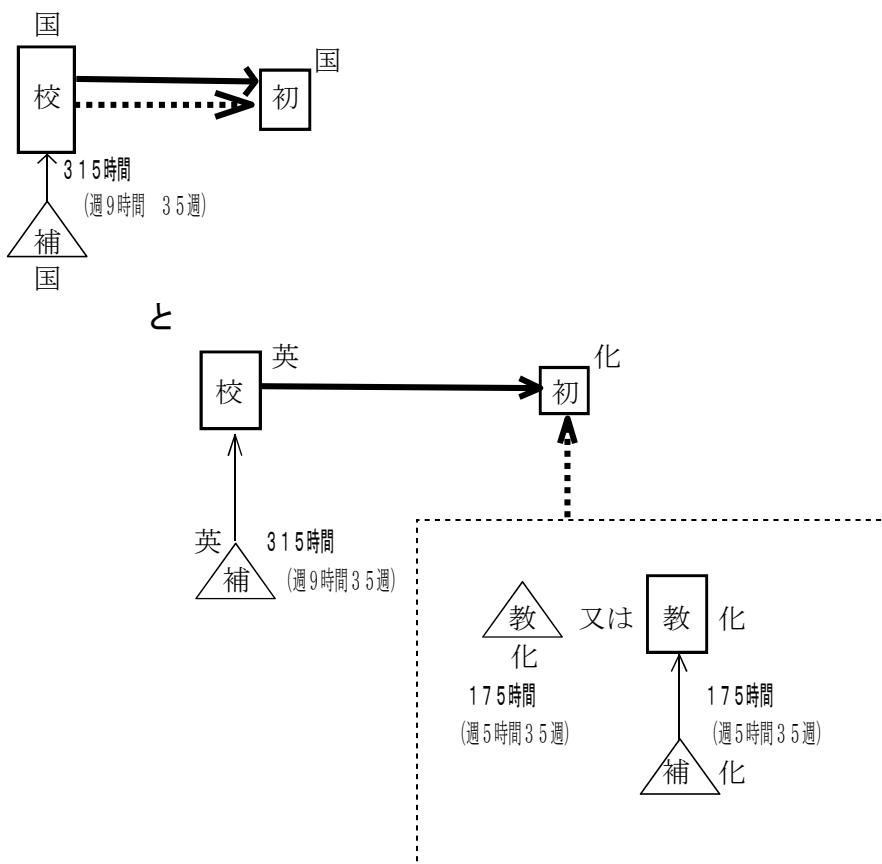 国
校
初
国
315時間
(週9時間　35週)
補
国
と
校
英
初
化
英
補
315時間
(週9時間35週)
教
化
又は
教
化
175時間
(週5時間35週)
175時間
(週5時間35週)
補
化